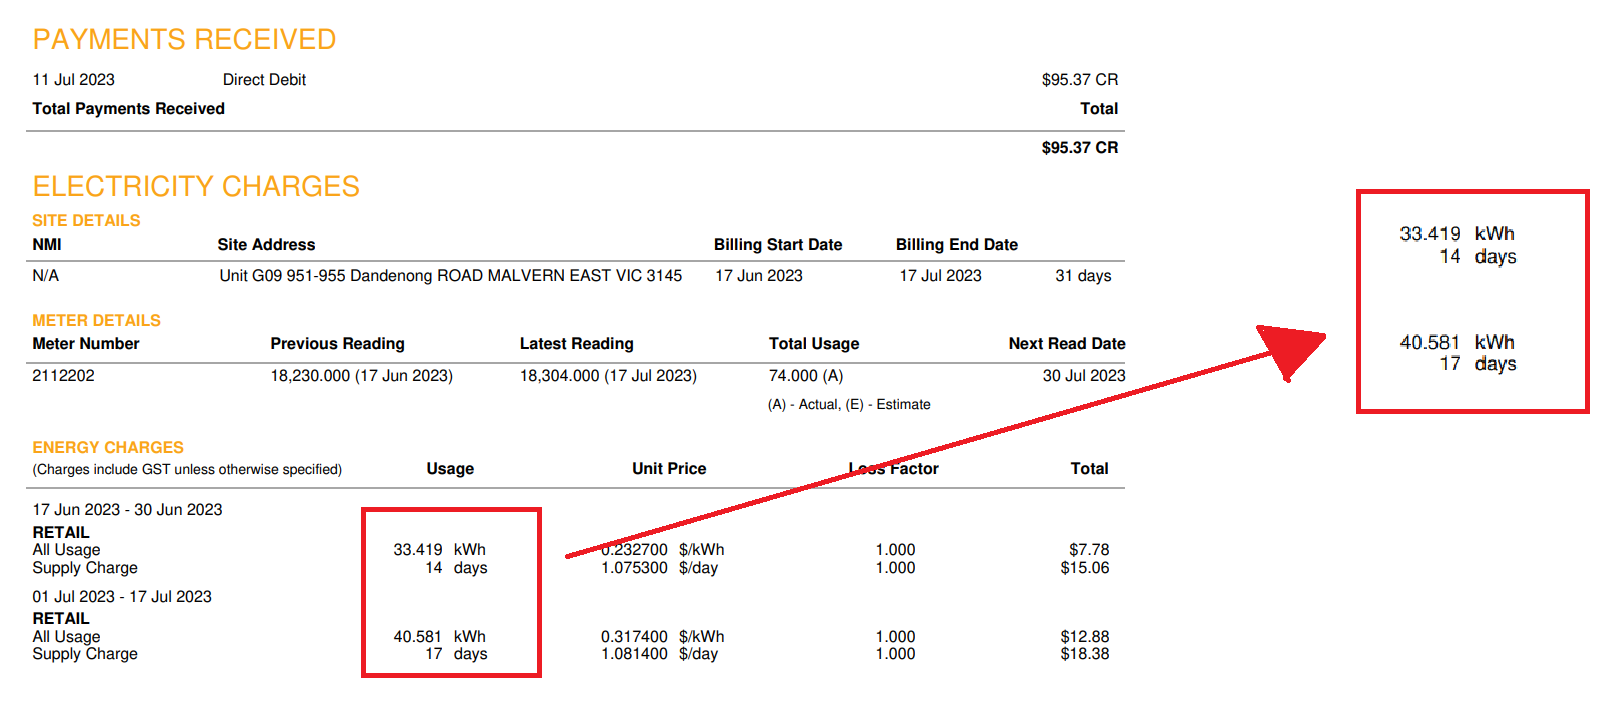 PAYMENTS RECEIVED
11 Jul 2023 Direct Debit $95.37 CR
Total Payments Received Total
$95.37 CR
ELECTRICITY CHARGES
SITE DETAILS
NMI Site Address Billing Start Date Billing End Date
N/A Unit G09 951-955 Dandenong ROAD MALVERN EAST VIC 3145 17 Jun 2023 17 Jul 2023 31 days
METER DETAILS
Meter Number Previous Reading Latest Reading Total Usage Next Read Date
2112202 18,230.000 (17 Jun 2023) 18,304.000 (17 Jul 2023) 74.000 (A) 30 Jul 2023
(A) - Actual, (E) - Estimate
ENERGY CHARGES
(Charges include GST unless otherwise specified) Usage Unit Price Loss Factor Total
17 Jun 2023 - 30 Jun 2023
RETAIL
All Usage 33.419 kWh 0.232700 $/kWh 1.000 $7.78
Supply Charge 14 days 1.075300 $/day 1.000 $15.06
01 Jul 2023 - 17 Jul 2023
RETAIL
All Usage 40.581 kWh 0.317400 $/kWh 1.000 $12.88
Supply Charge 17 days 1.081400 $/day 1.000 $18.38
33.419 kWh
14 days
40.581 kWh
17 days